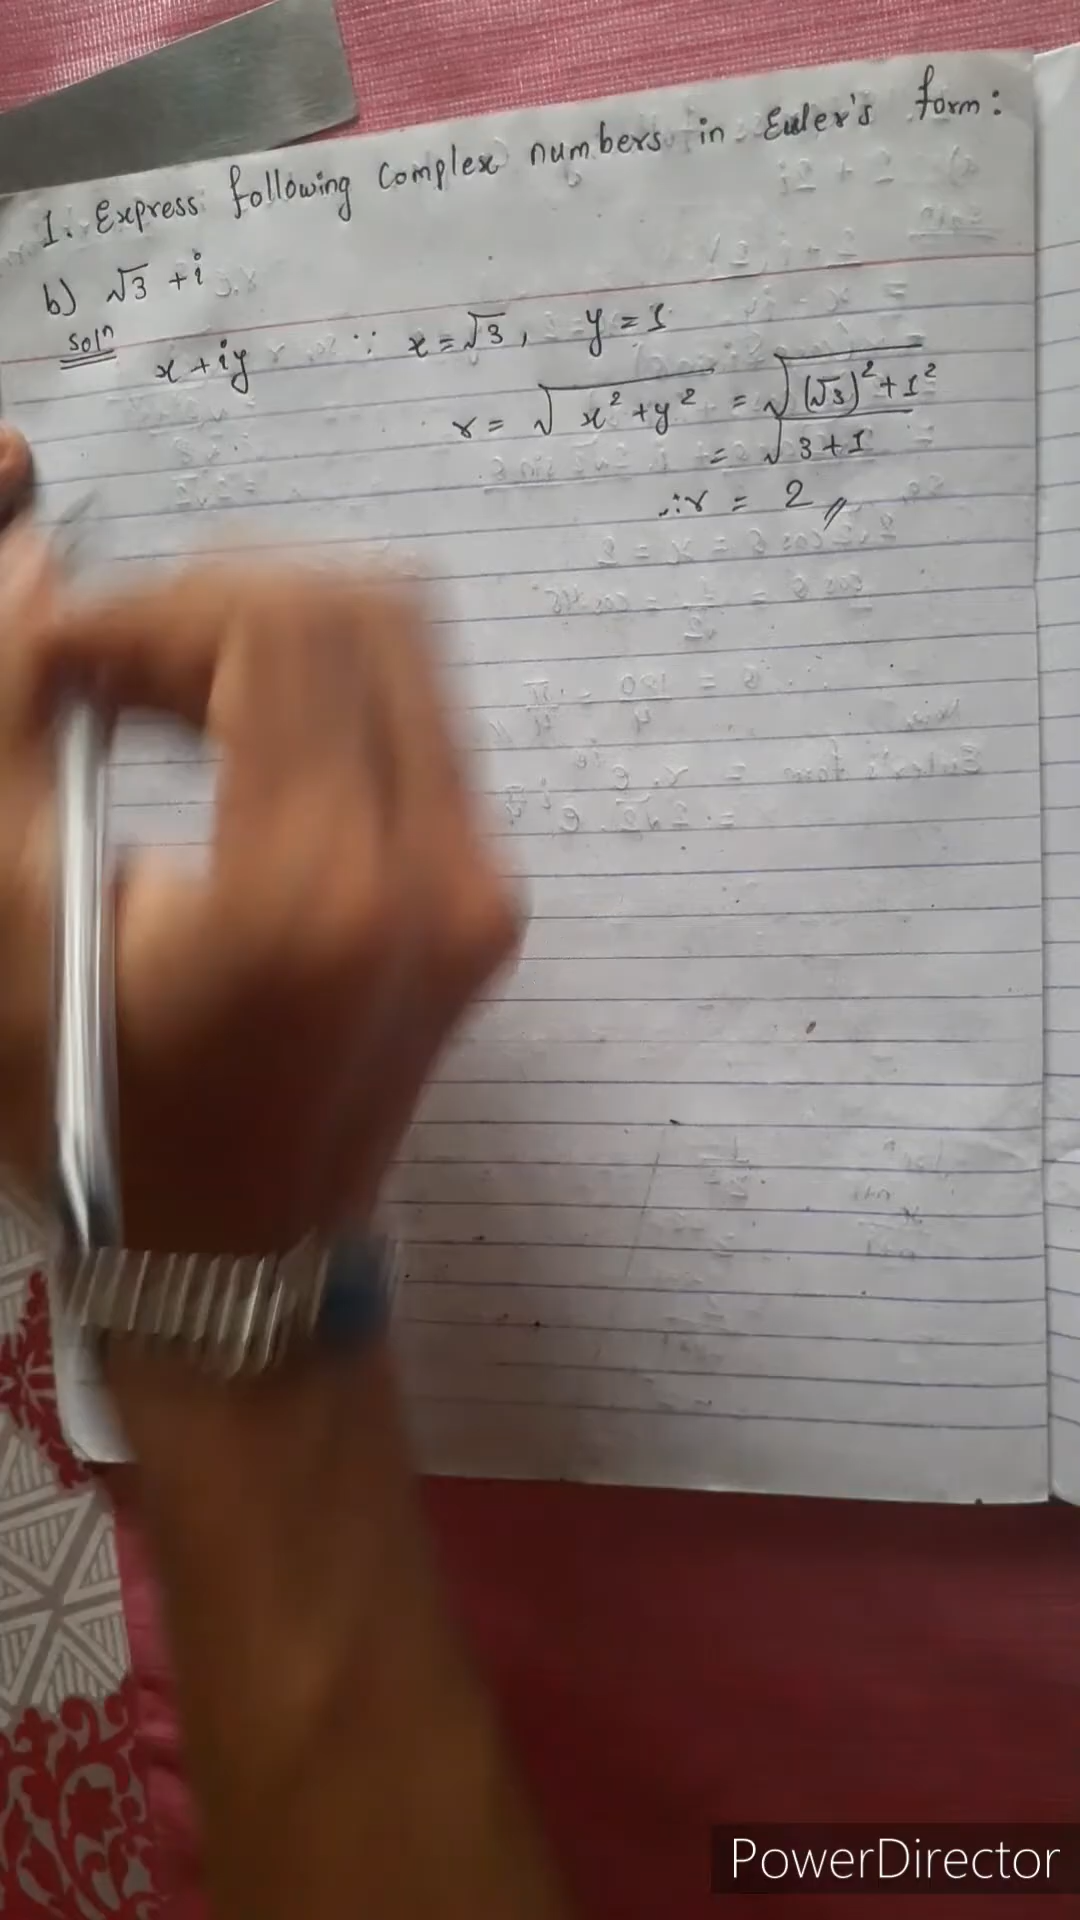 1. Express following complex numbers in Euler's form:
b) √3 + i
Solⁿ x + iy ∵ x = √3, y = 1
r = √(x² + y²) = √((√3)² + 1²)
= √(3 + 1)
∴ r = 2 //
PowerDirector